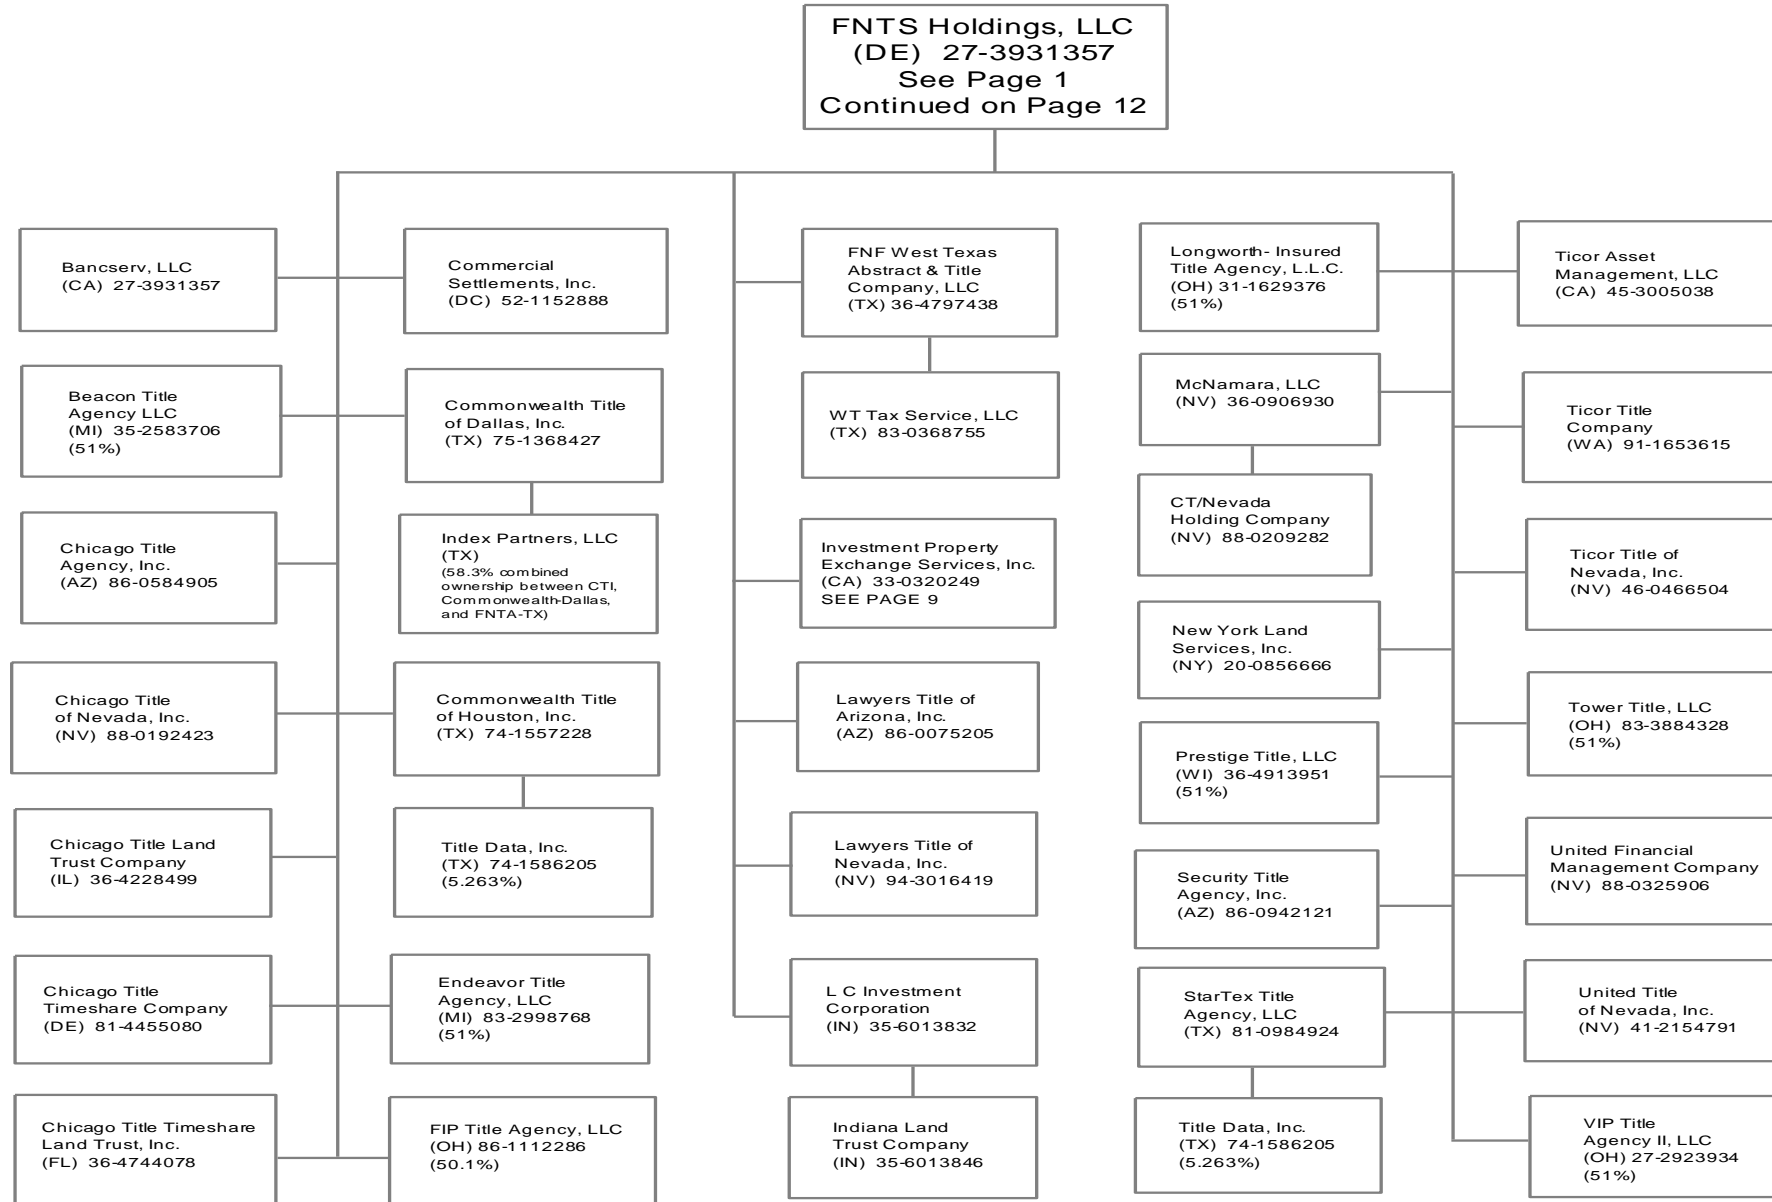 FNTS Holdings, LLC
(DE) 27-3931357
See Page 1
Continued on Page 12
Bancserv, LLC
(CA) 27-3931357
Beacon Title
Agency LLC
(MI) 35-2583706
(51%)
Chicago Title
Agency, Inc.
(AZ) 86-0584905
Chicago Title
of Nevada, Inc.
(NV) 88-0192423
Chicago Title Land
Trust Company
(IL) 36-4228499
Chicago Title
Timeshare Company
(DE) 81-4455080
Chicago Title Timeshare
Land Trust, Inc.
(FL) 36-4744078
Commercial
Settlements, Inc.
(DC) 52-1152888
Commonwealth Title
of Dallas, Inc.
(TX) 75-1368427
Index Partners, LLC
(TX)
(58.3% combined
ownership between CTI,
Commonwealth-Dallas,
and FNTA-TX)
Commonwealth Title
of Houston, Inc.
(TX) 74-1557228
Title Data, Inc.
(TX) 74-1586205
(5.263%)
Endeavor Title
Agency, LLC
(MI) 83-2998768
(51%)
FIP Title Agency, LLC
(OH) 86-1112286
(50.1%)
FNF West Texas
Abstract & Title
Company, LLC
(TX) 36-4797438
WT Tax Service, LLC
(TX) 83-0368755
Investment Property
Exchange Services, Inc.
(CA) 33-0320249
SEE PAGE 9
Lawyers Title of
Arizona, Inc.
(AZ) 86-0075205
Lawyers Title of
Nevada, Inc.
(NV) 94-3016419
L C Investment
Corporation
(IN) 35-6013832
Indiana Land
Trust Company
(IN) 35-6013846
Longworth- Insured
Title Agency, L.L.C.
(OH) 31-1629376
(51%)
McNamara, LLC
(NV) 36-0906930
CT/Nevada
Holding Company
(NV) 88-0209282
New York Land
Services, Inc.
(NY) 20-0856666
Prestige Title, LLC
(WI) 36-4913951
(51%)
Security Title
Agency, Inc.
(AZ) 86-0942121
StarTex Title
Agency, LLC
(TX) 81-0984924
Title Data, Inc.
(TX) 74-1586205
(5.263%)
Ticor Asset
Management, LLC
(CA) 45-3005038
Ticor Title
Company
(WA) 91-1653615
Ticor Title of
Nevada, Inc.
(NV) 46-0466504
Tower Title, LLC
(OH) 83-3884328
(51%)
United Financial
Management Company
(NV) 88-0325906
United Title
of Nevada, Inc.
(NV) 41-2154791
VIP Title
Agency II, LLC
(OH) 27-2923934
(51%)